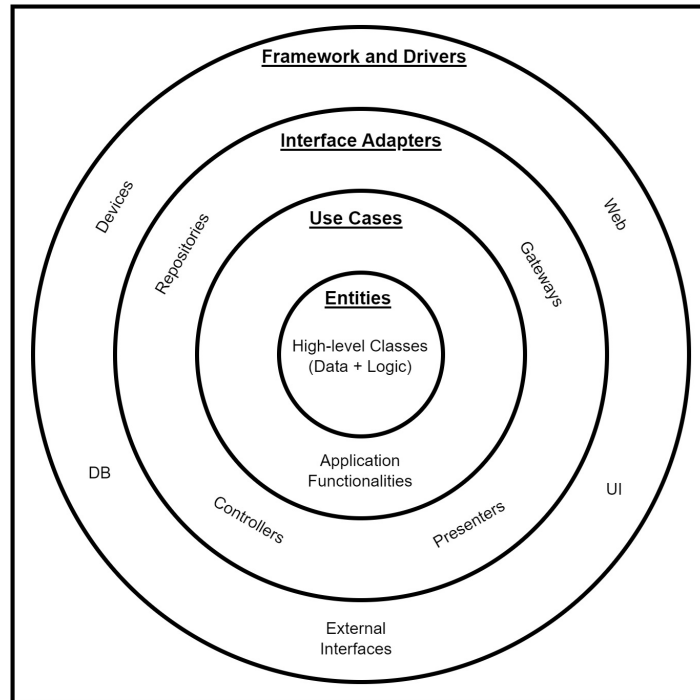 Framework and Drivers
Interface Adapters
Devices
Web
Repositories
Use Cases
Gateways
Entities
High-level Classes
(Data + Logic)
Application
Functionalities
DB
UI
Controllers
Presenters
External
Interfaces